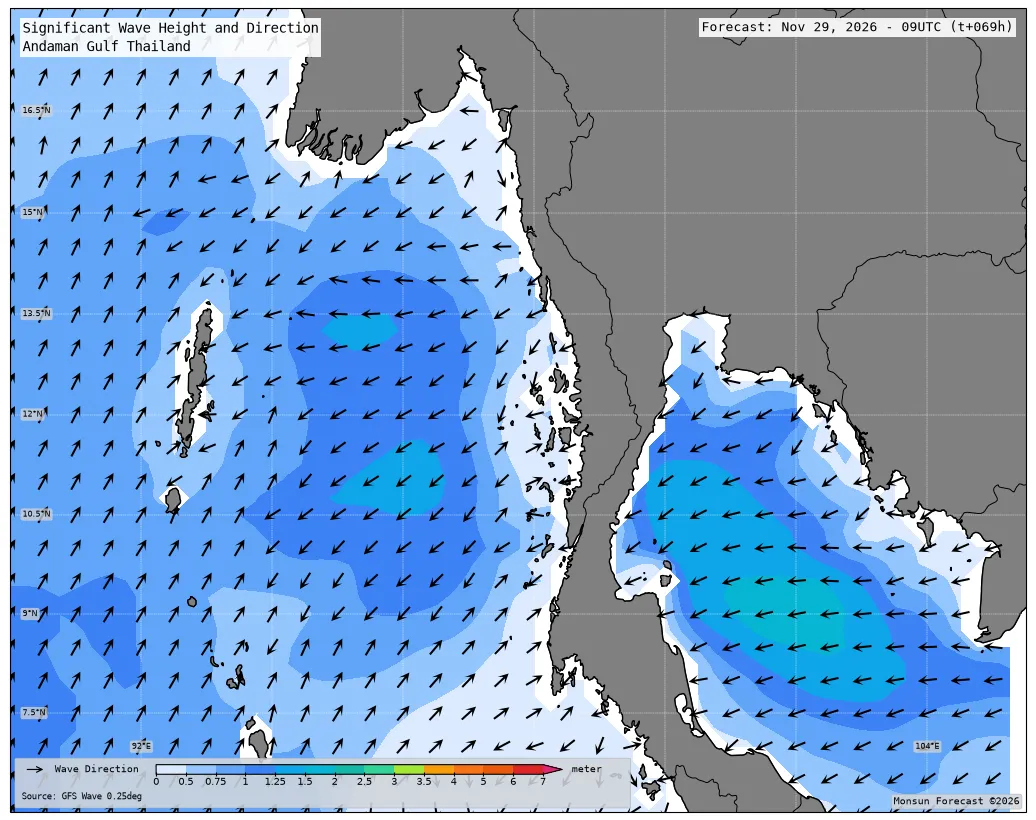 Significant Wave Height and Direction
Andaman Gulf Thailand
Forecast: Nov 29, 2026 - 09UTC (t+069h)
16.5°N
15°N
13.5°N
12°N
10.5°N
9°N
7.5°N
92°E
104°E
Wave Direction
0.5 0.75 1 1.25 1.5 2 2.5 3 3.5 4 5 6 7
meter
Source: GFS Wave 0.25deg
Monsun Forecast ©2026